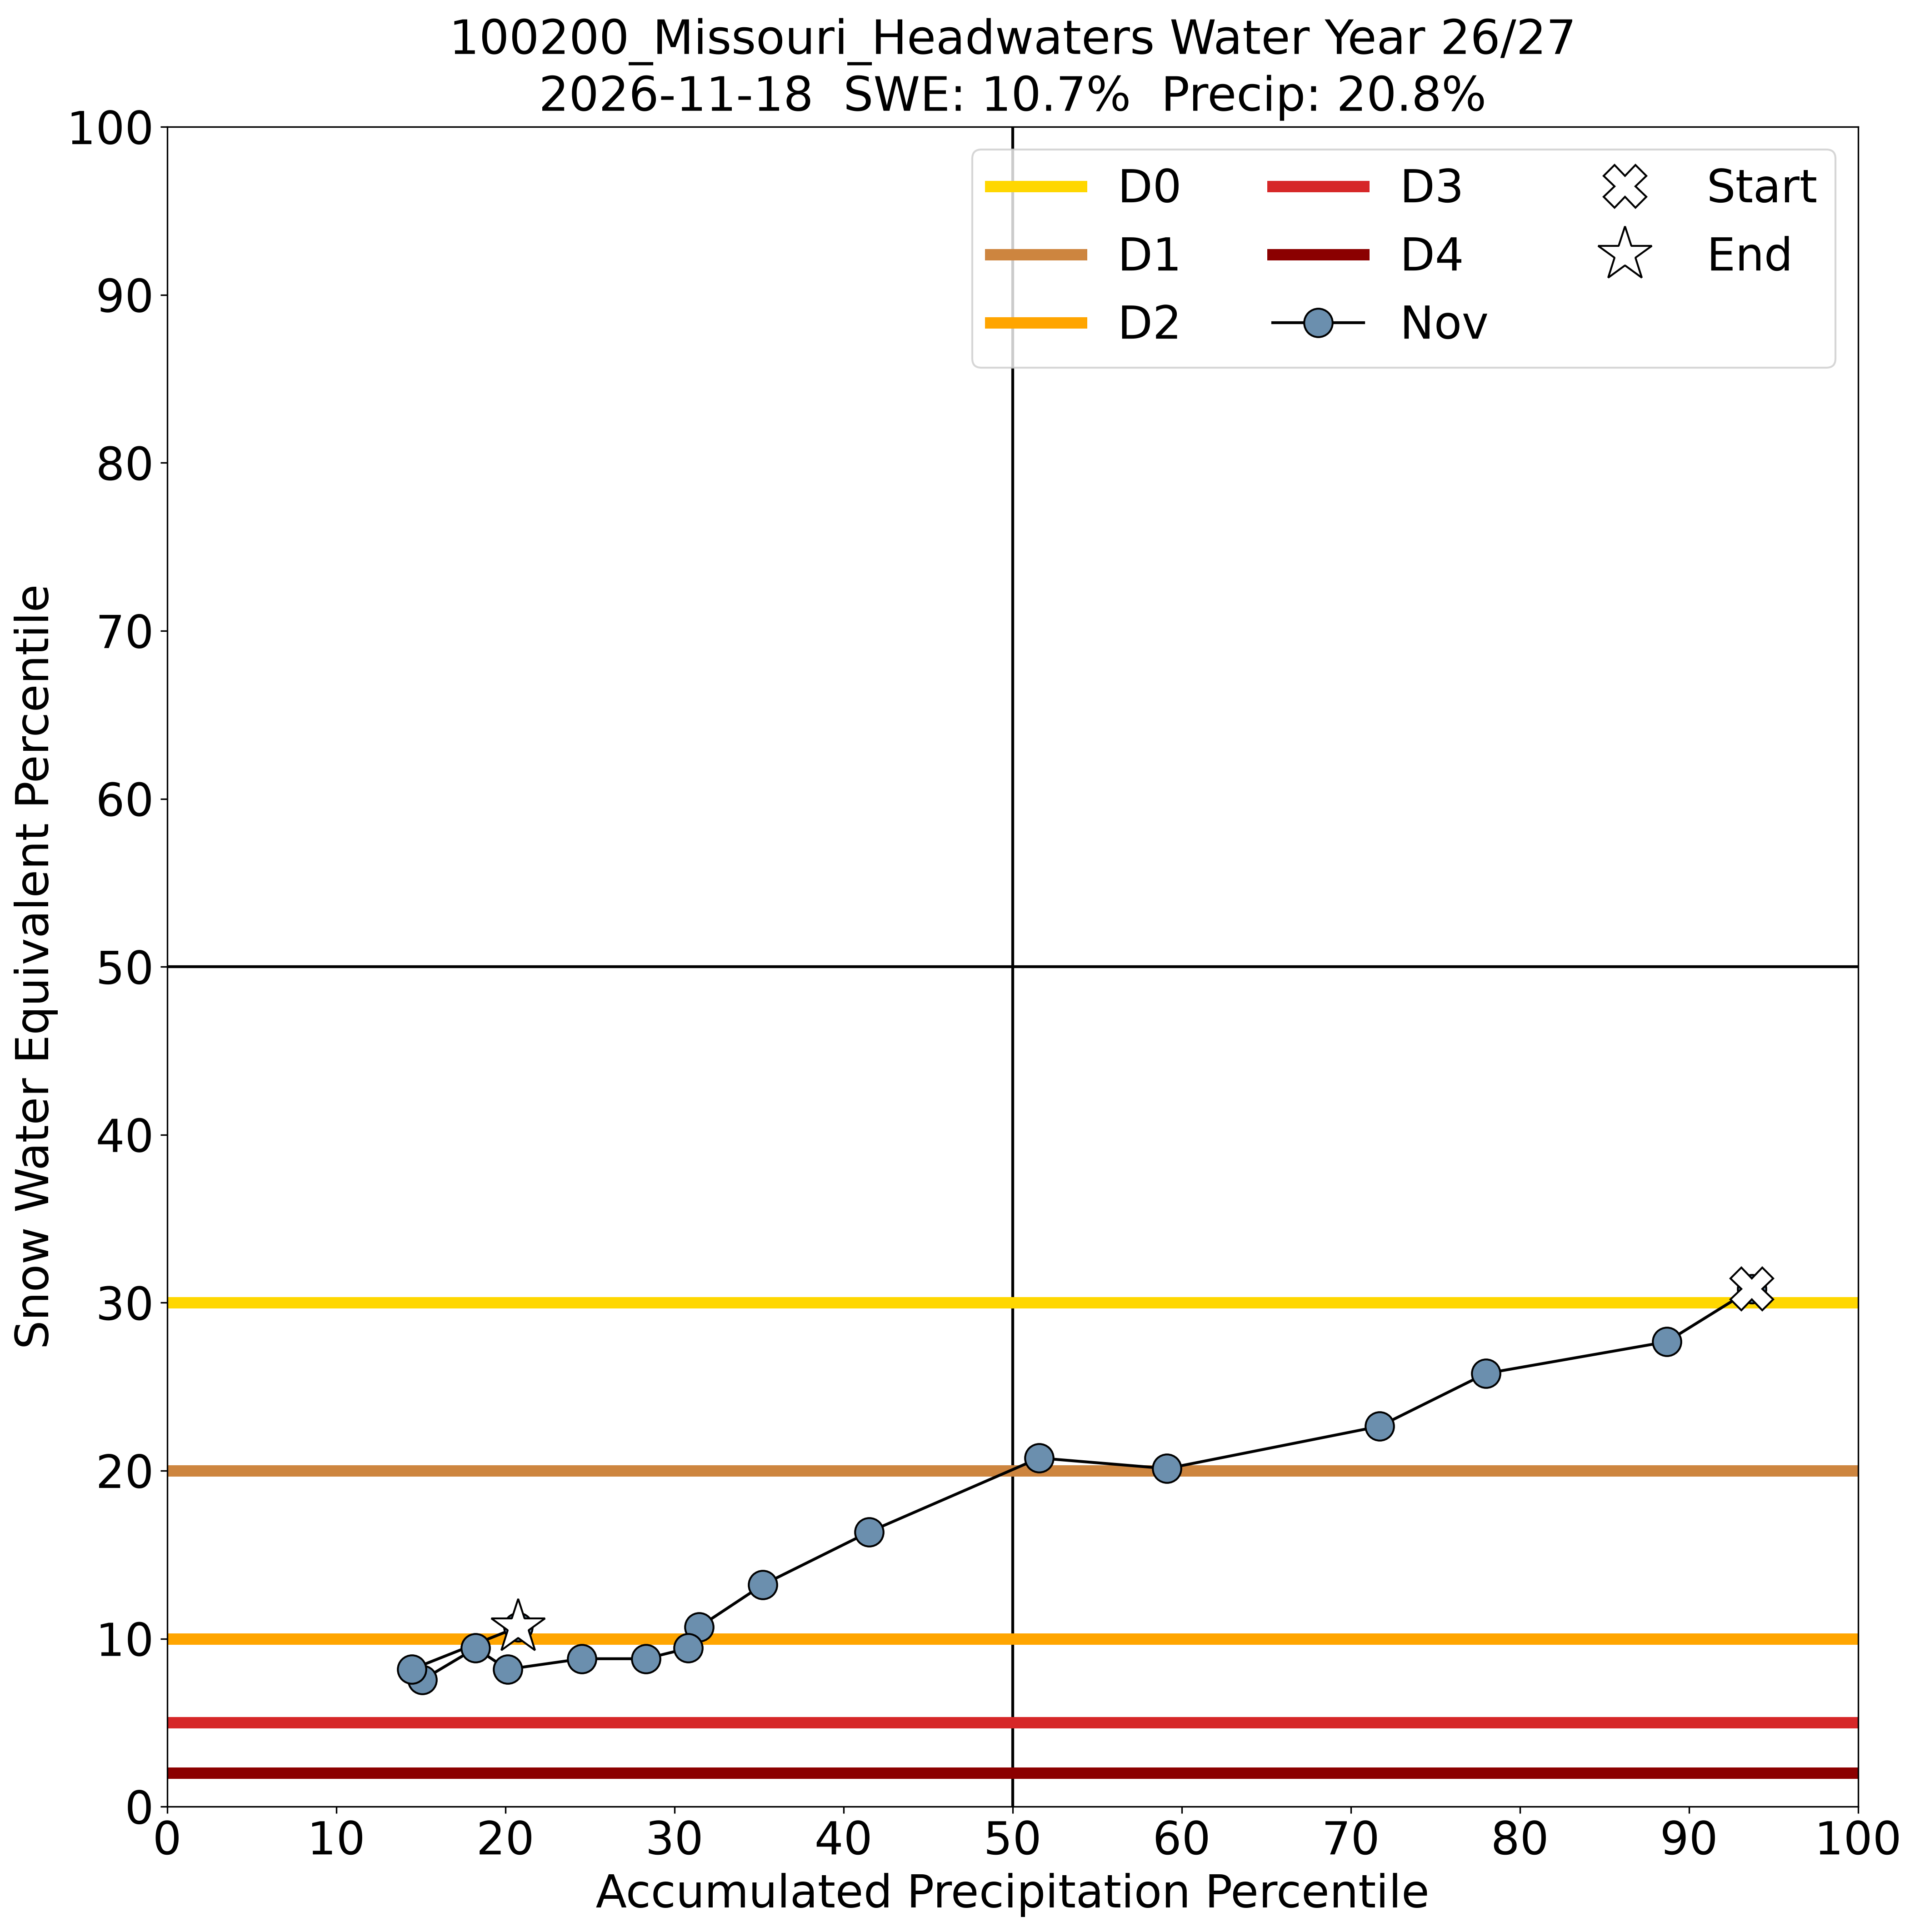 100200_Missouri_Headwaters Water Year 26/27
2026-11-18  SWE: 10.7%  Precip: 20.8%
D0
D1
D2
D3
D4
Nov
Start
End
Snow Water Equivalent Percentile
100
90
80
70
60
50
40
30
20
10
0
0 10 20 30 40 50 60 70 80 90 100
Accumulated Precipitation Percentile